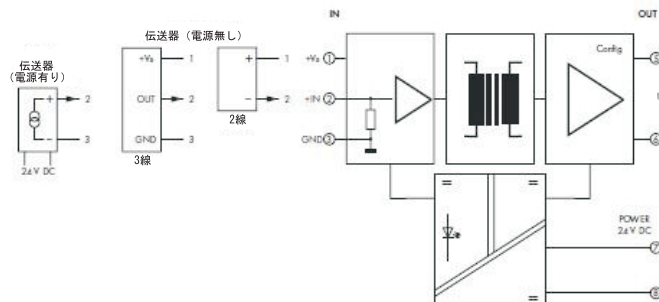 IN
OUT
伝送器(電源無し)
伝送器
(電源有り)
+
2
-
3
24 V DC
+Vs
1
OUT
2
GND
3
3線
+
1
-
2
2線
+Vs ①
+IN ②
GND ③
Config
⑤
⑥
=
=
=
POWER
24 V DC
⑦
⑧